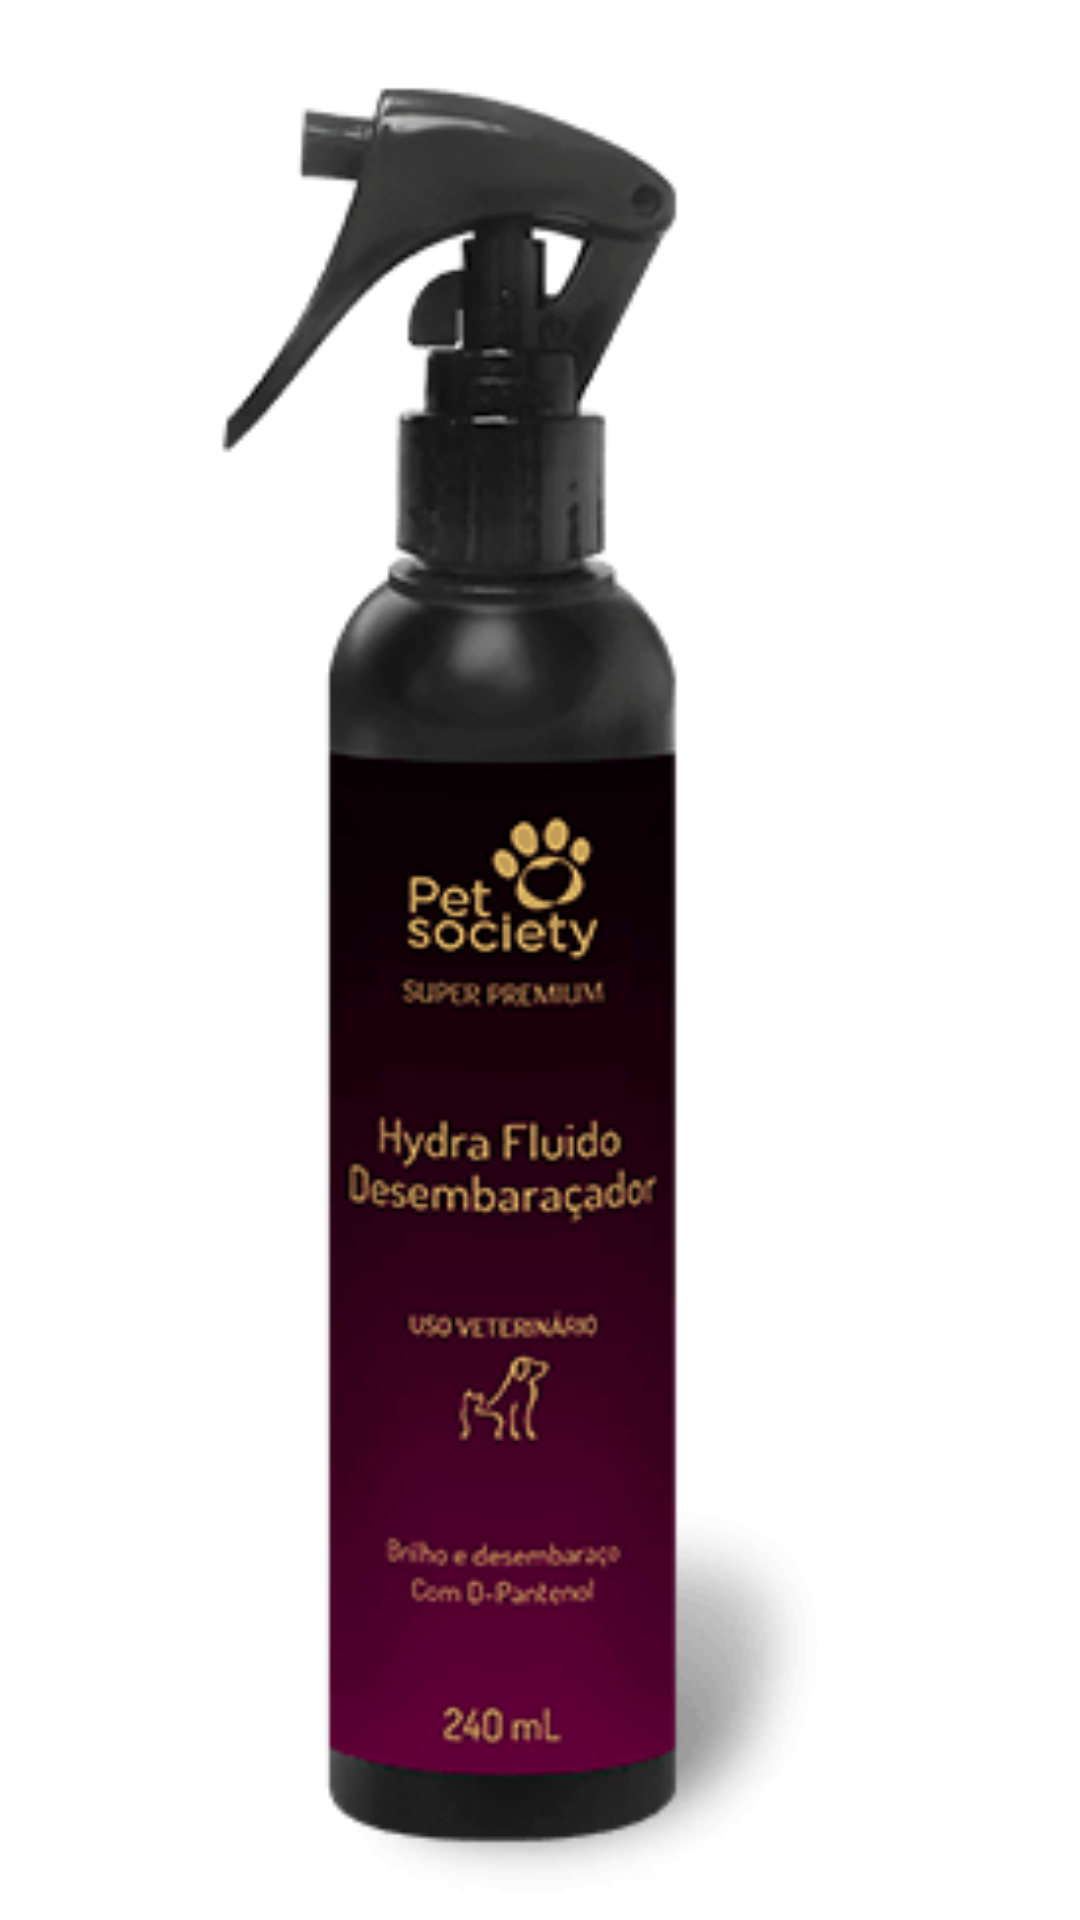 Pet
society
SUPER PREMIUM
Hydra Fluido
Desembaraçador
USO VETERINÁRIO
Brilho e desembaraço
Com D-Pantenol
240 mL